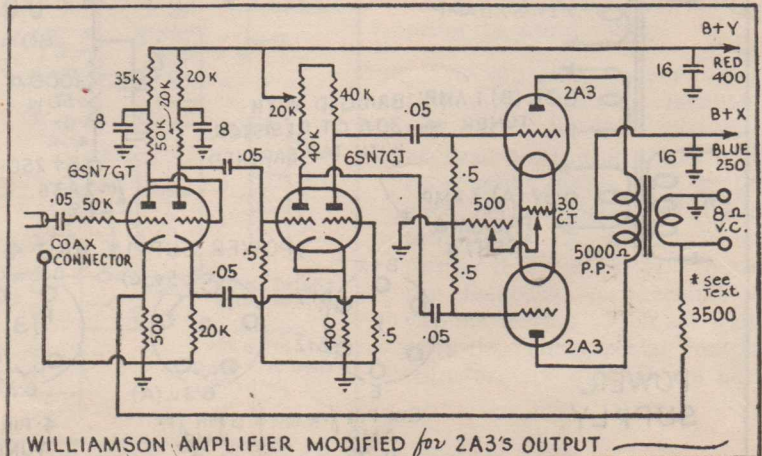 B+Y
RED
400
16
B+X
BLUE
250
16
35K
20K
8
50K
20K
6SN7GT
.05
.05
50K
COAX
CONNECTOR
500
20K
.05
.5
20K
40K
40K
6SN7GT
400
.5
.05
.05
.5
.5
500
2A3
30
C.T.
2A3
5000
P.P.
8Ω
V.C.
* See
Text
3500
WILLIAMSON AMPLIFIER MODIFIED for 2A3's OUTPUT